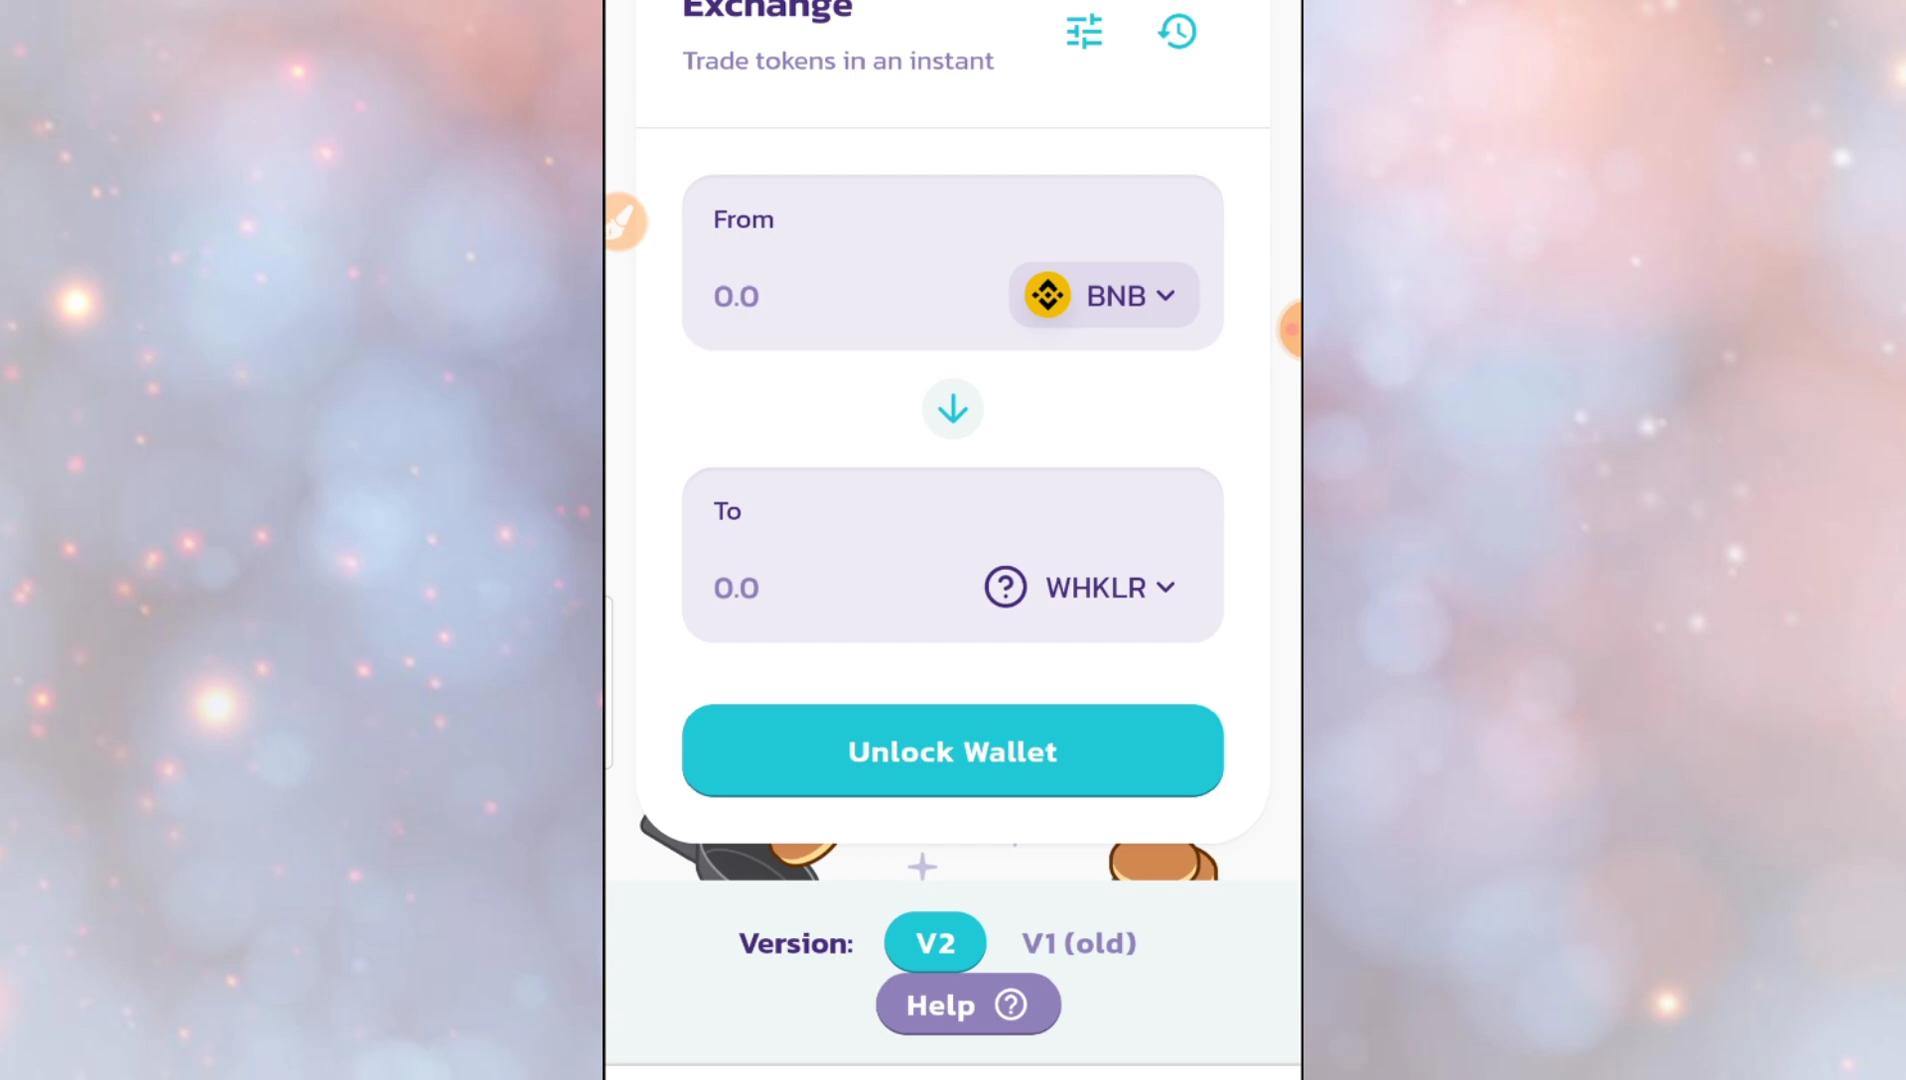 Exchange
Trade tokens in an instant
From
0.0
BNB
To
0.0
WHKLR
Unlock Wallet
Version:
V2
V1 (old)
Help